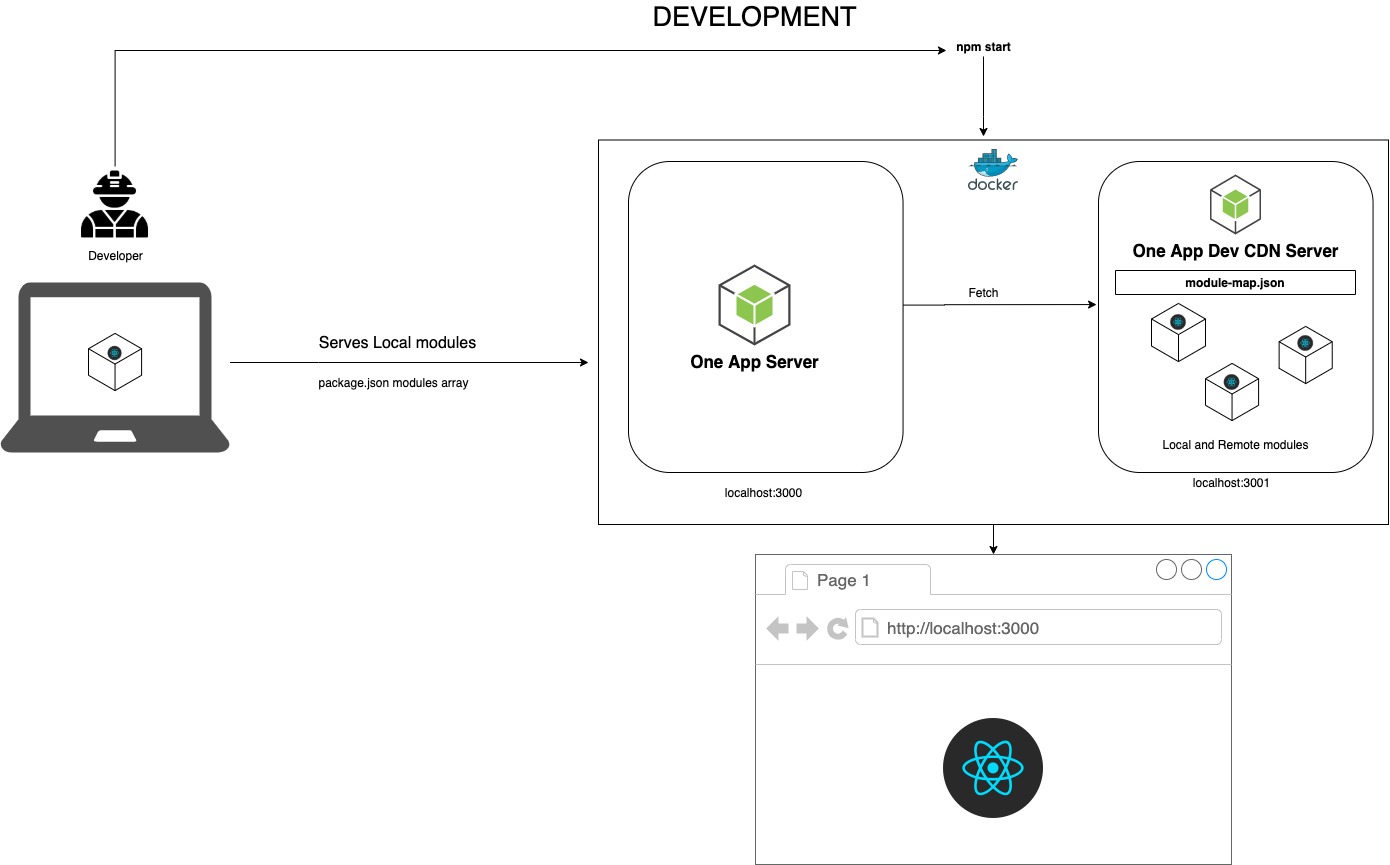 DEVELOPMENT
npm start
docker
Developer
One App Dev CDN Server
module-map.json
Fetch
Serves Local modules
One App Server
package.json modules array
Local and Remote modules
localhost:3000
localhost:3001
Page 1
http://localhost:3000